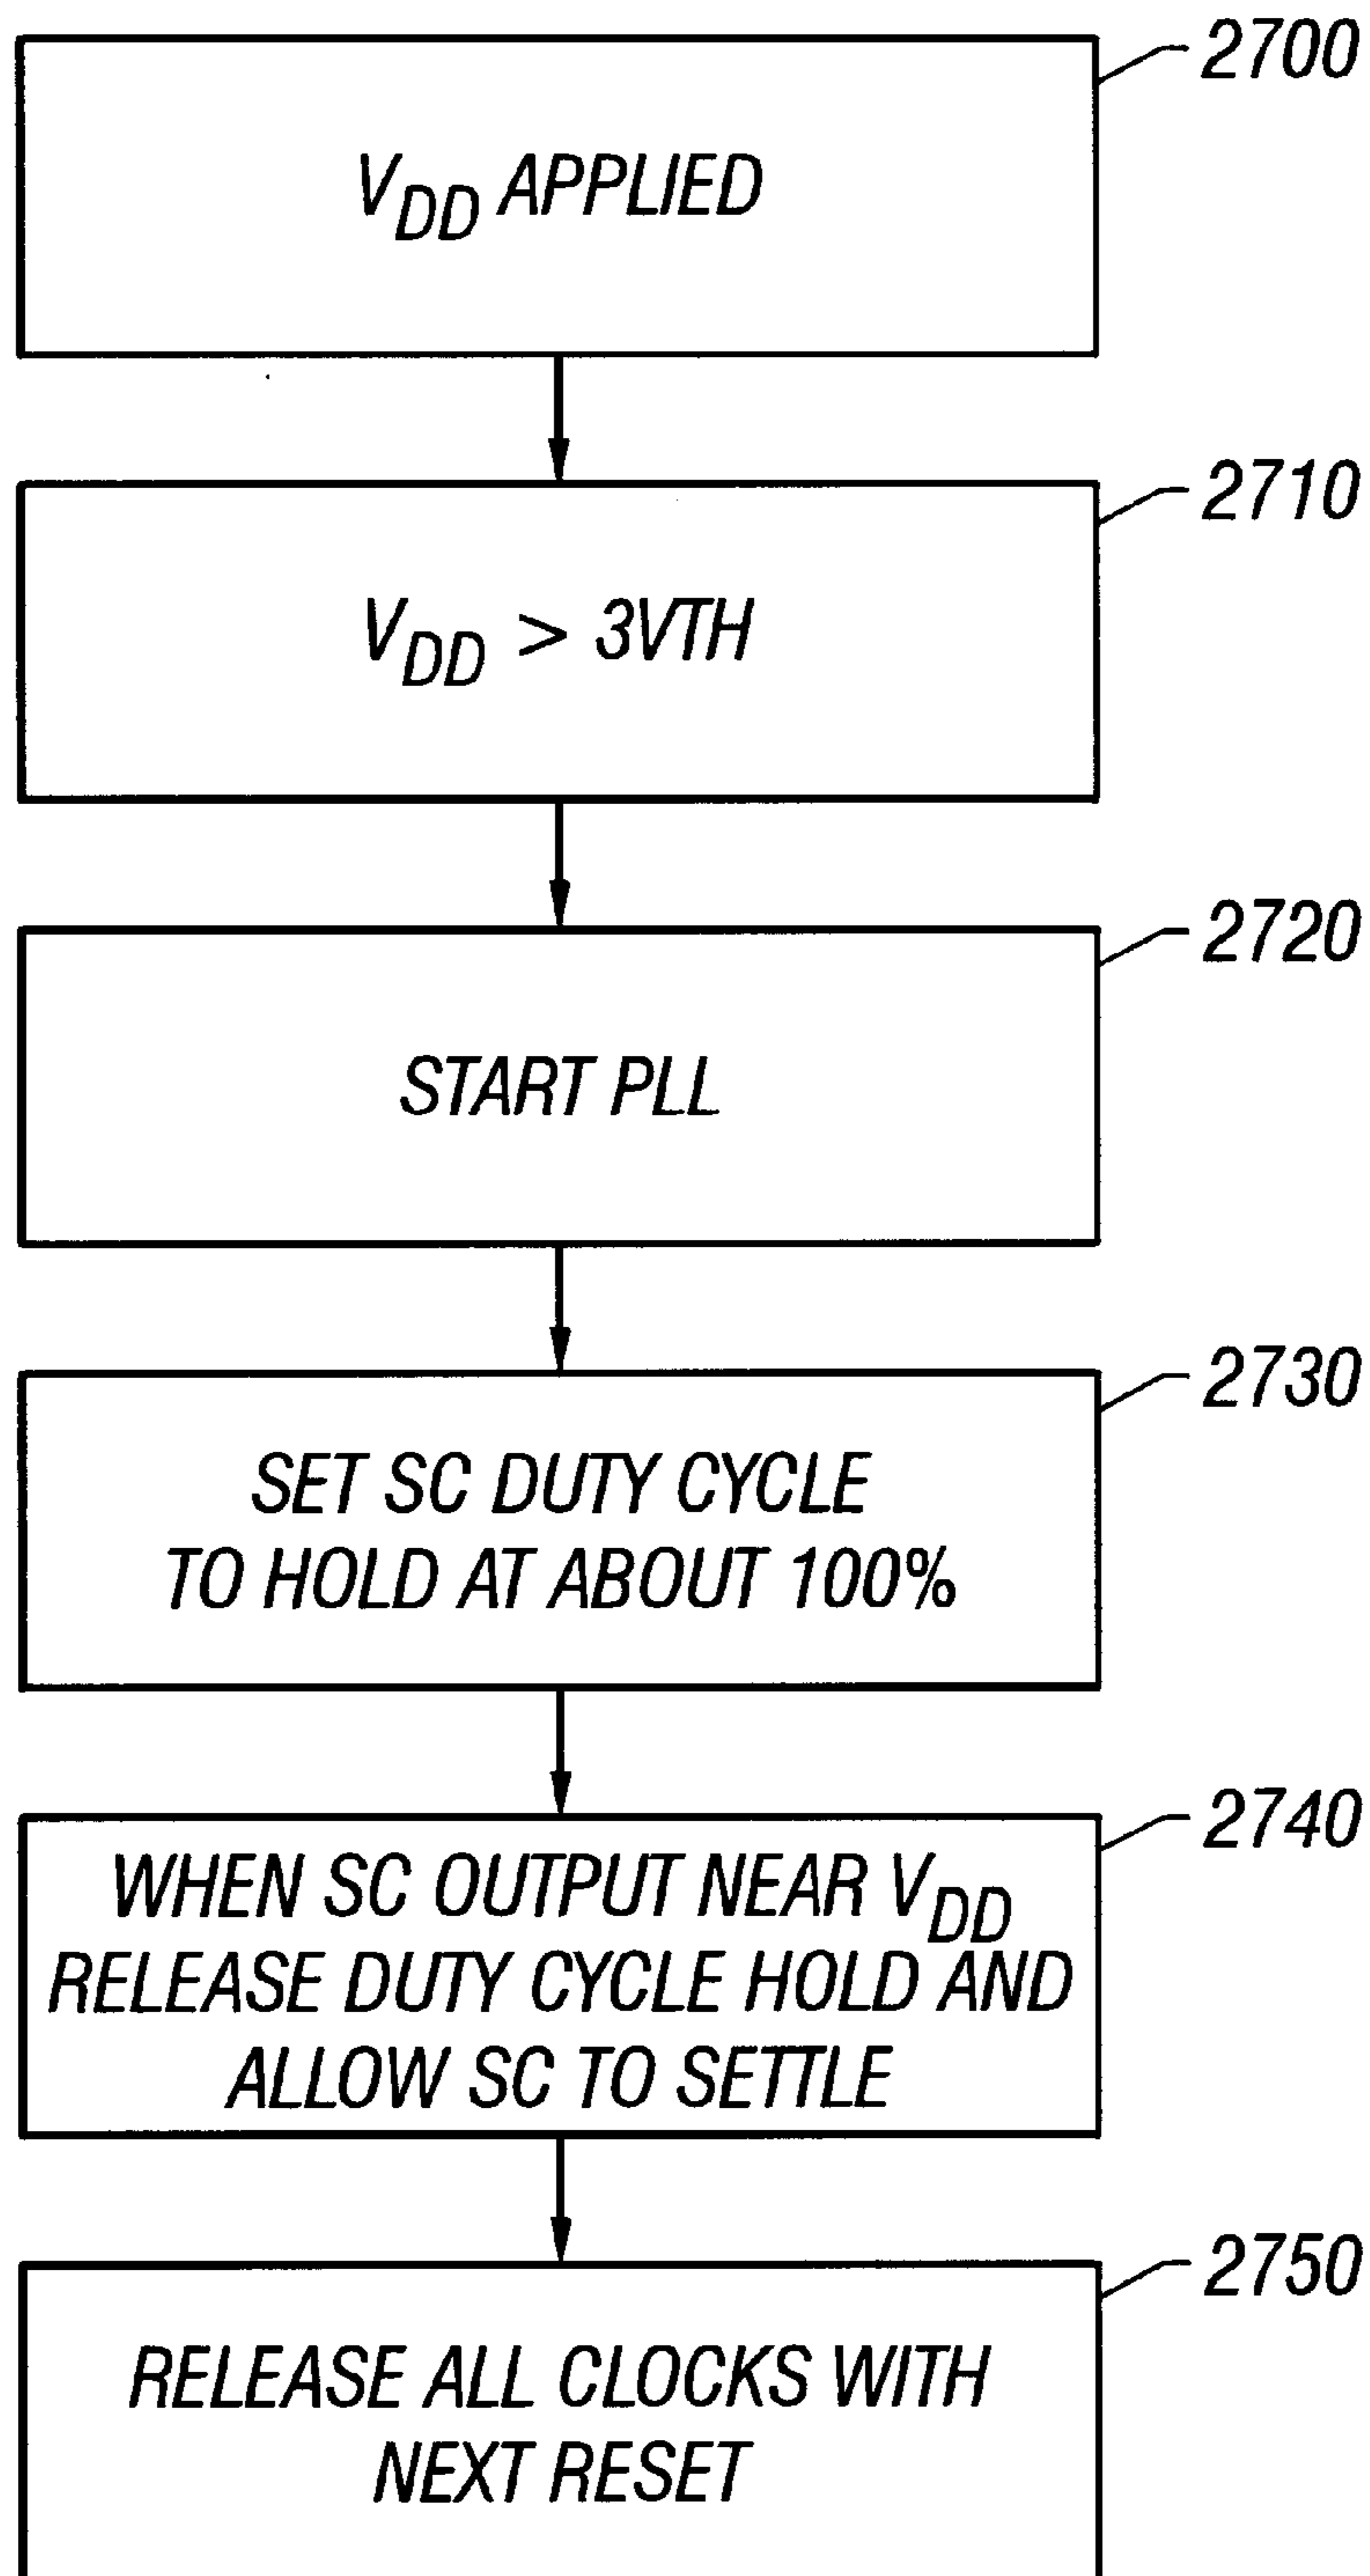 2700
V_DD APPLIED
2710
V_DD > 3VTH
2720
START PLL
2730
SET SC DUTY CYCLE
TO HOLD AT ABOUT 100%
2740
WHEN SC OUTPUT NEAR V_DD
RELEASE DUTY CYCLE HOLD AND
ALLOW SC TO SETTLE
2750
RELEASE ALL CLOCKS WITH
NEXT RESET